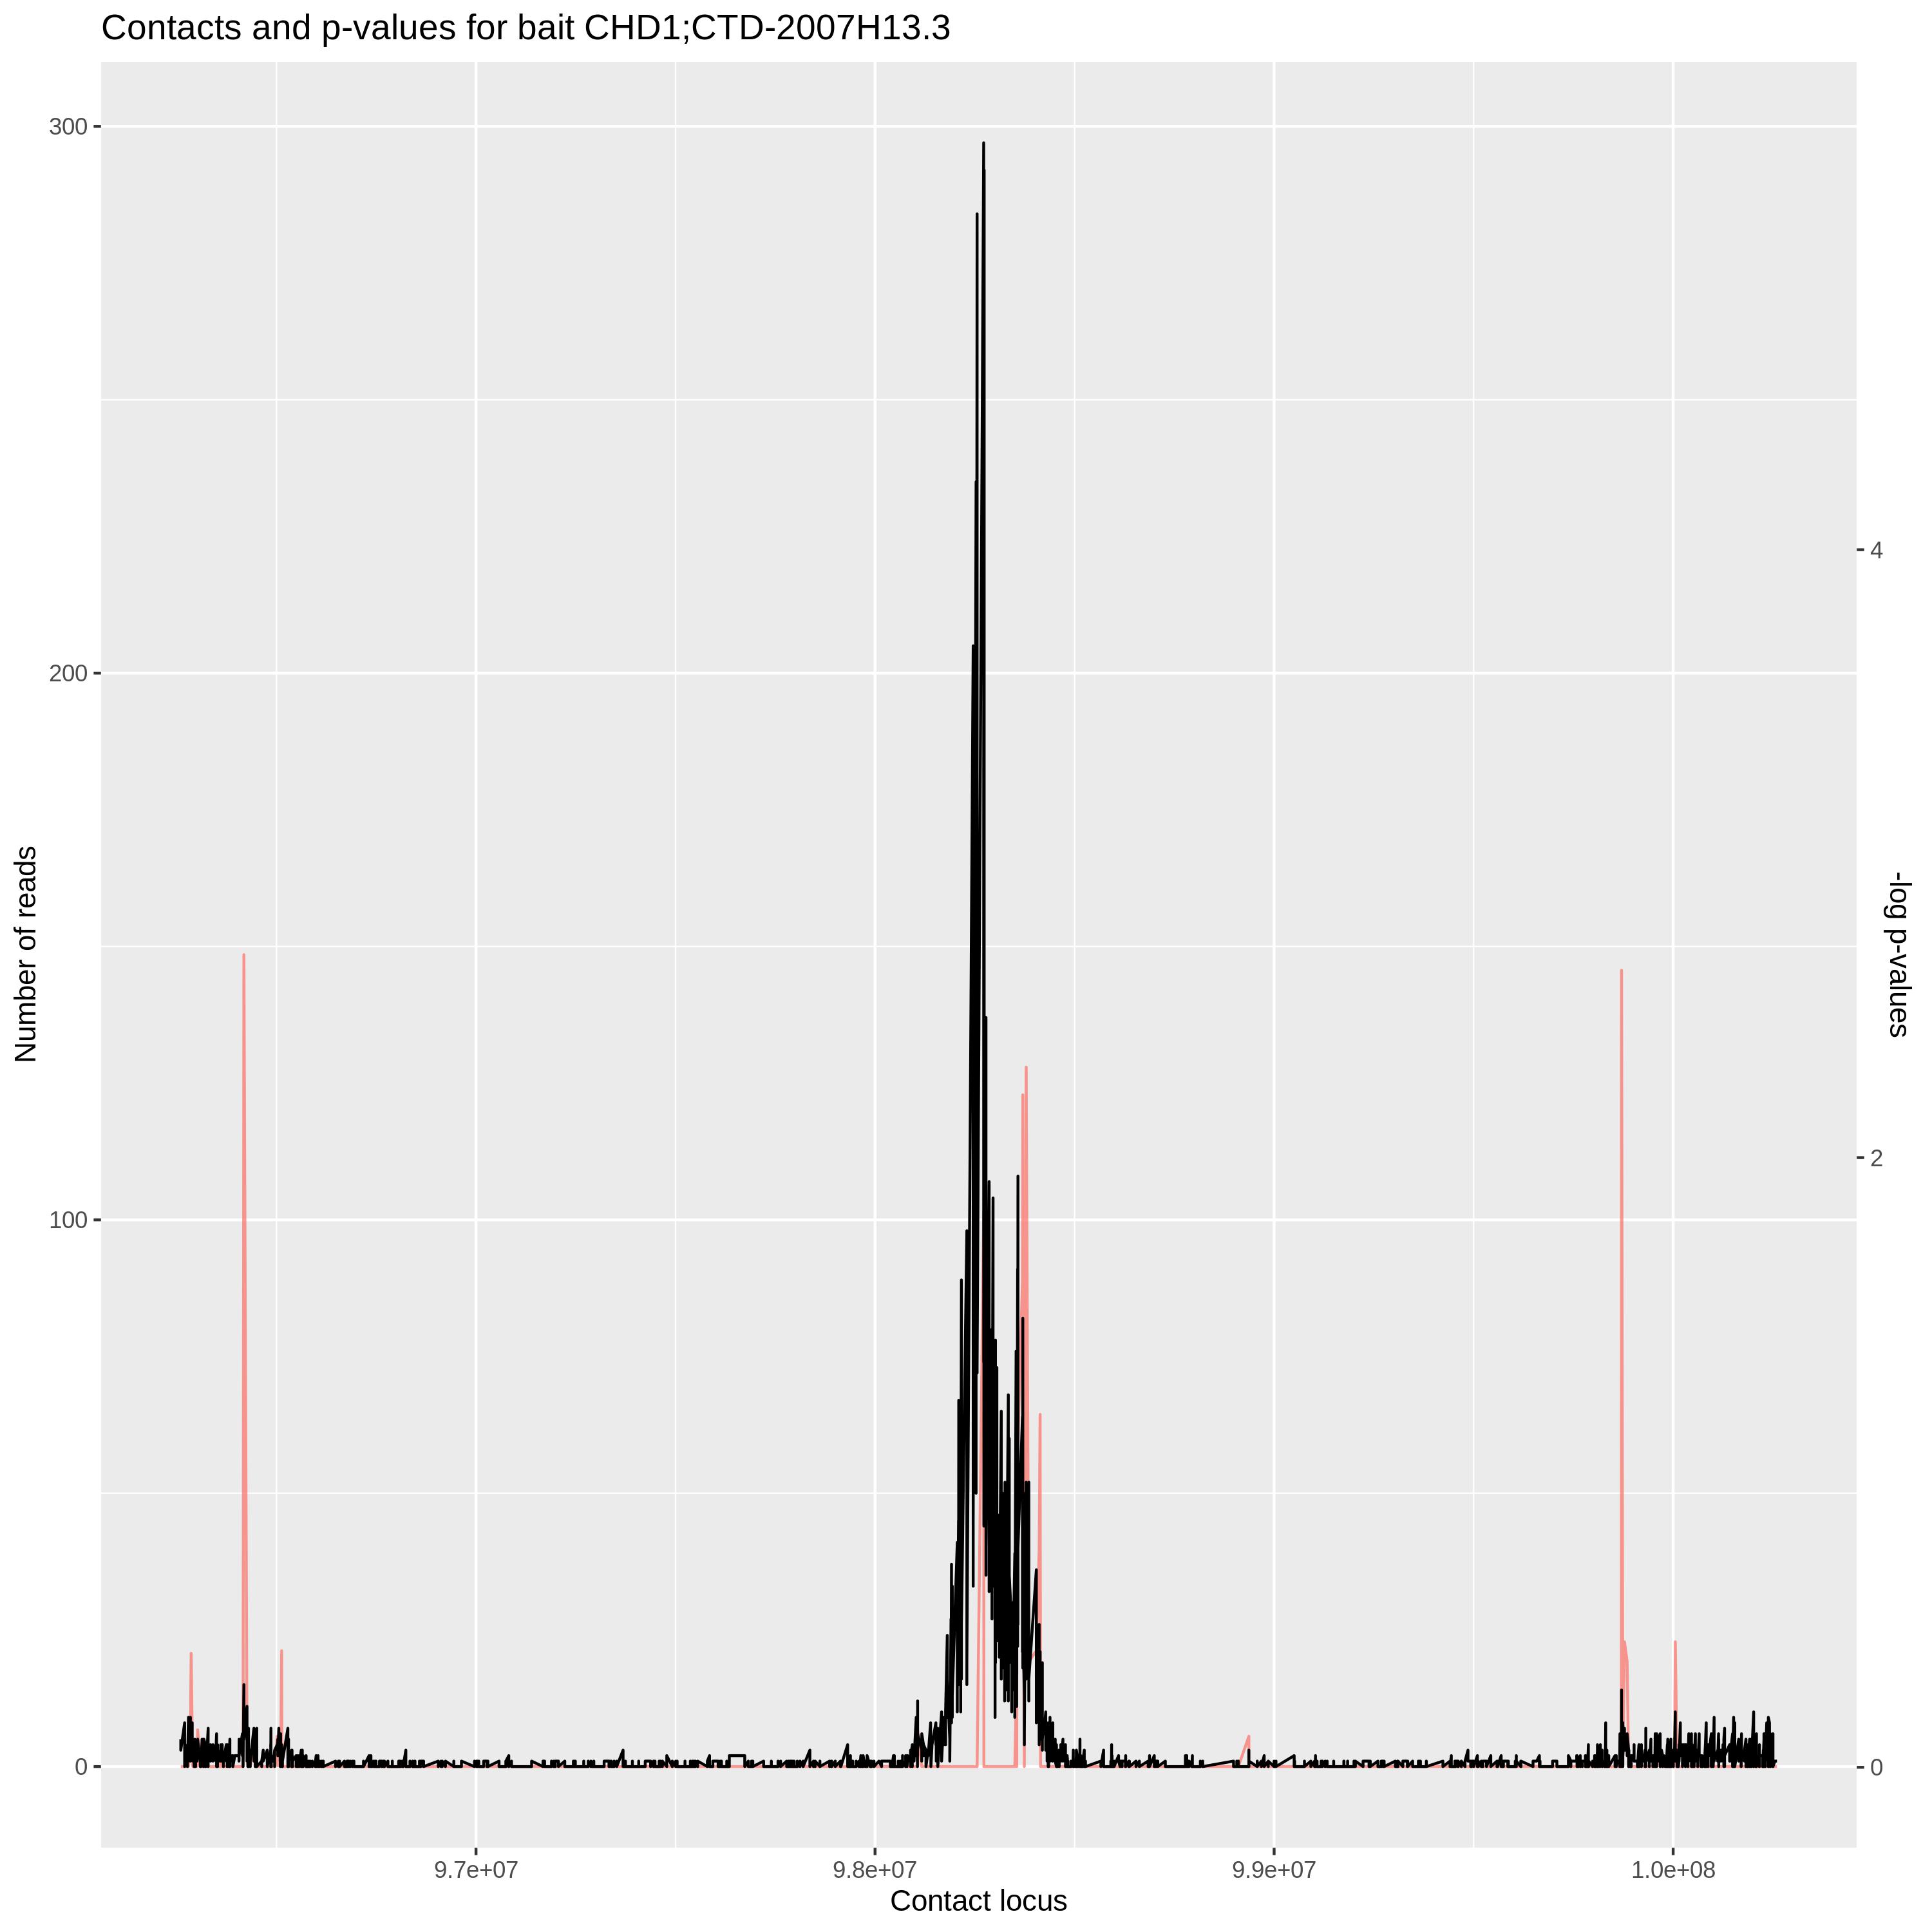 Contacts and p-values for bait CHD1;CTD-2007H13.3
300
200
100
0
Number of reads
4
2
0
-log p-values
9.7e+07 9.8e+07 9.9e+07 1.0e+08
Contact locus